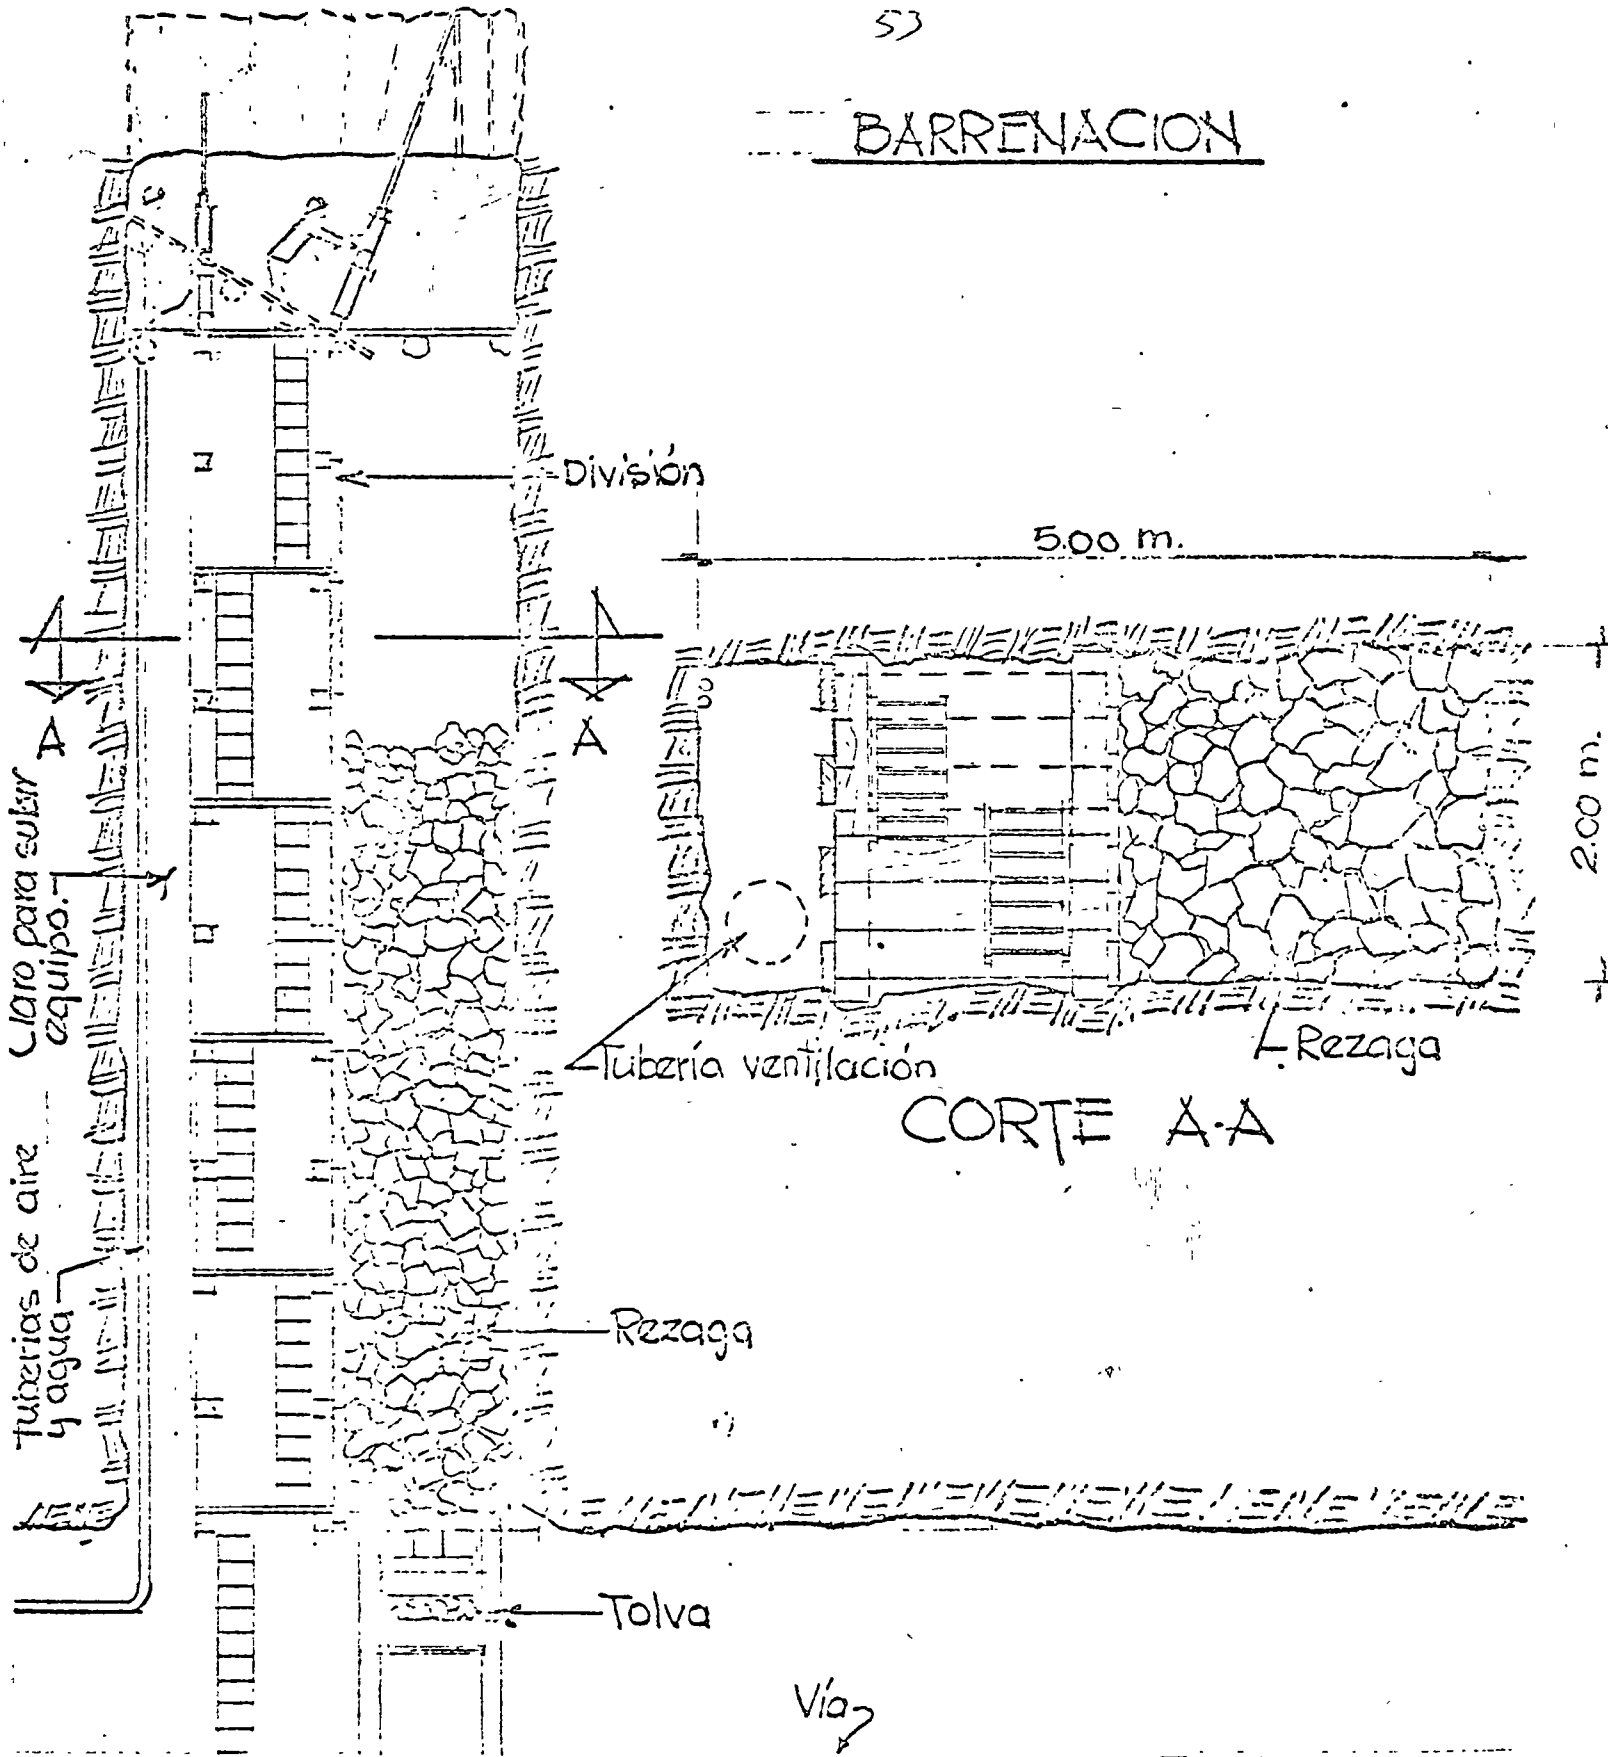 53
BARRENACION
División
5.00 m.
A
A
2.00 m.
Claro para subir
equipo.
Tubería ventilación
Rezaga
CORTE A-A
Tuberias de aire
y agua
Rezaga
Tolva
Vía